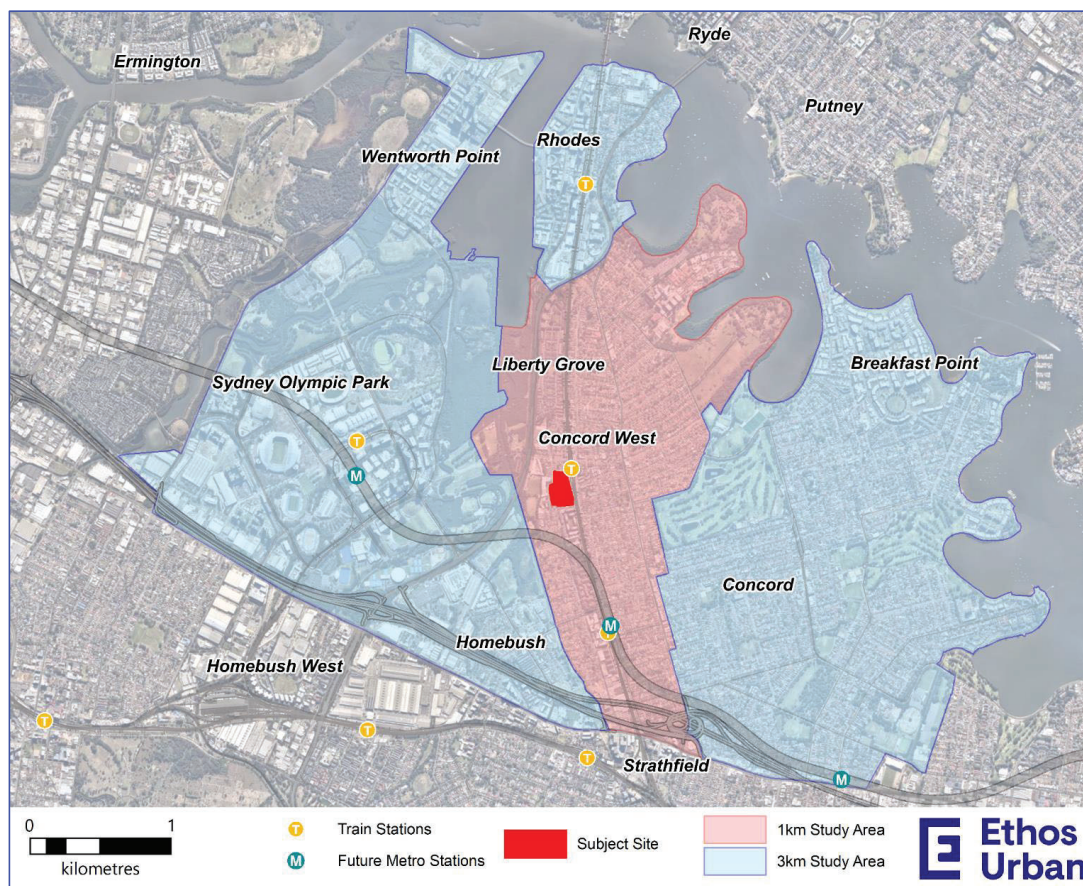 Ryde
Ermington
Putney
Rhodes
Wentworth Point
Liberty Grove
Breakfast Point
Sydney Olympic Park
Concord West
T
T
T
M
Concord
M
T
Homebush
Homebush West
T
T
T
Strathfield
M
0 1
kilometres
T Train Stations
M Future Metro Stations
Subject Site
1km Study Area
3km Study Area
Ethos
Urban